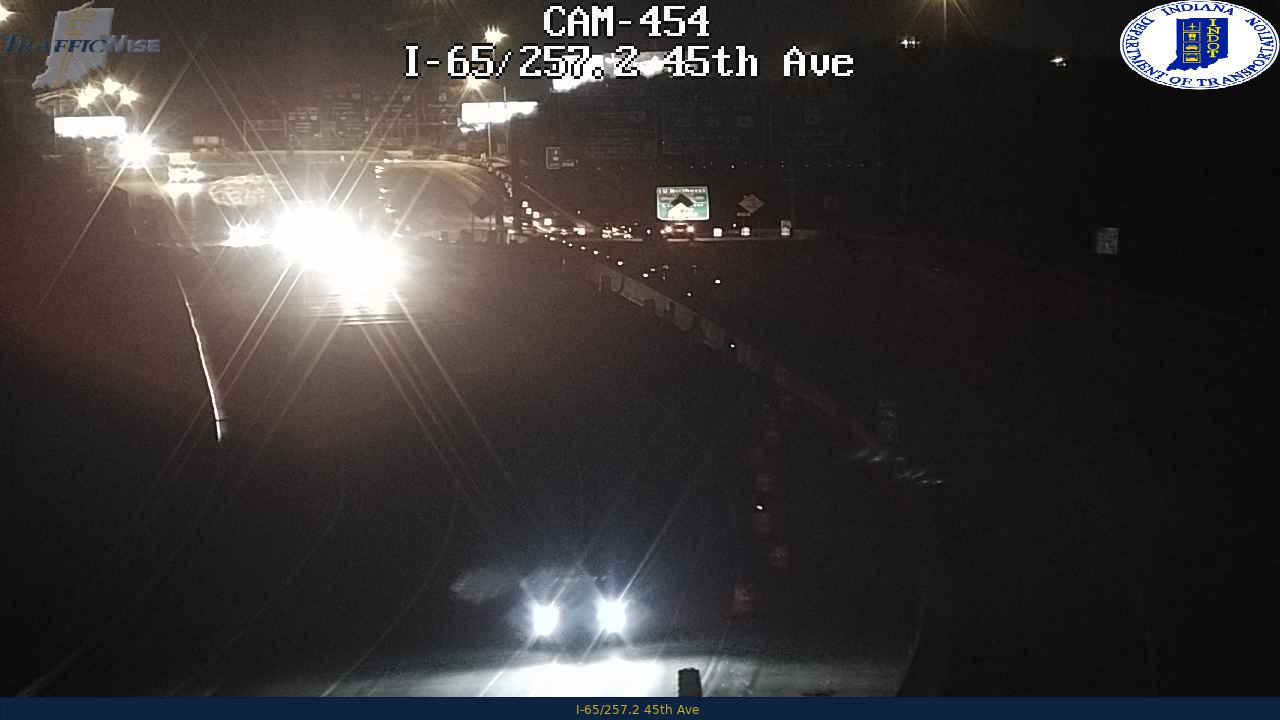 CAM-454
I-65/257.2 45th Ave
TRAFFICWISE
INDIANA
DEPARTMENT OF TRANSPORTATION
INDOT
I-65/257.2 45th Ave